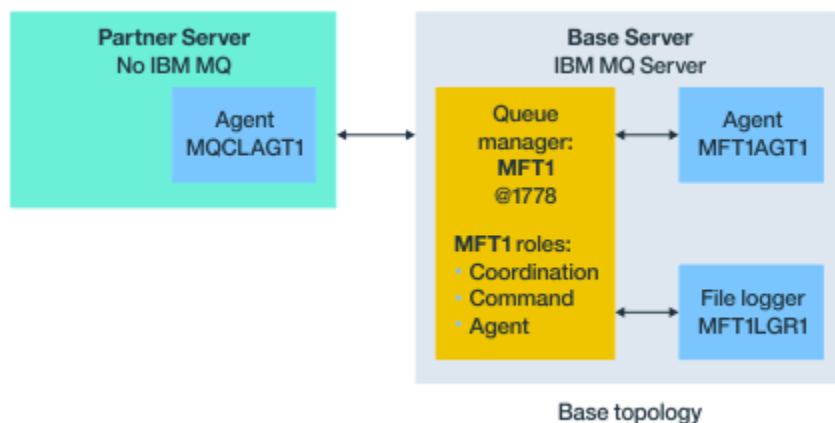 Partner Server
No IBM MQ
Agent
MQCLAGT1
Base Server
IBM MQ Server
Queue
manager:
MFT1
@1778
MFT1 roles:
• Coordination
• Command
• Agent
Agent
MFT1AGT1
File logger
MFT1LGR1
Base topology